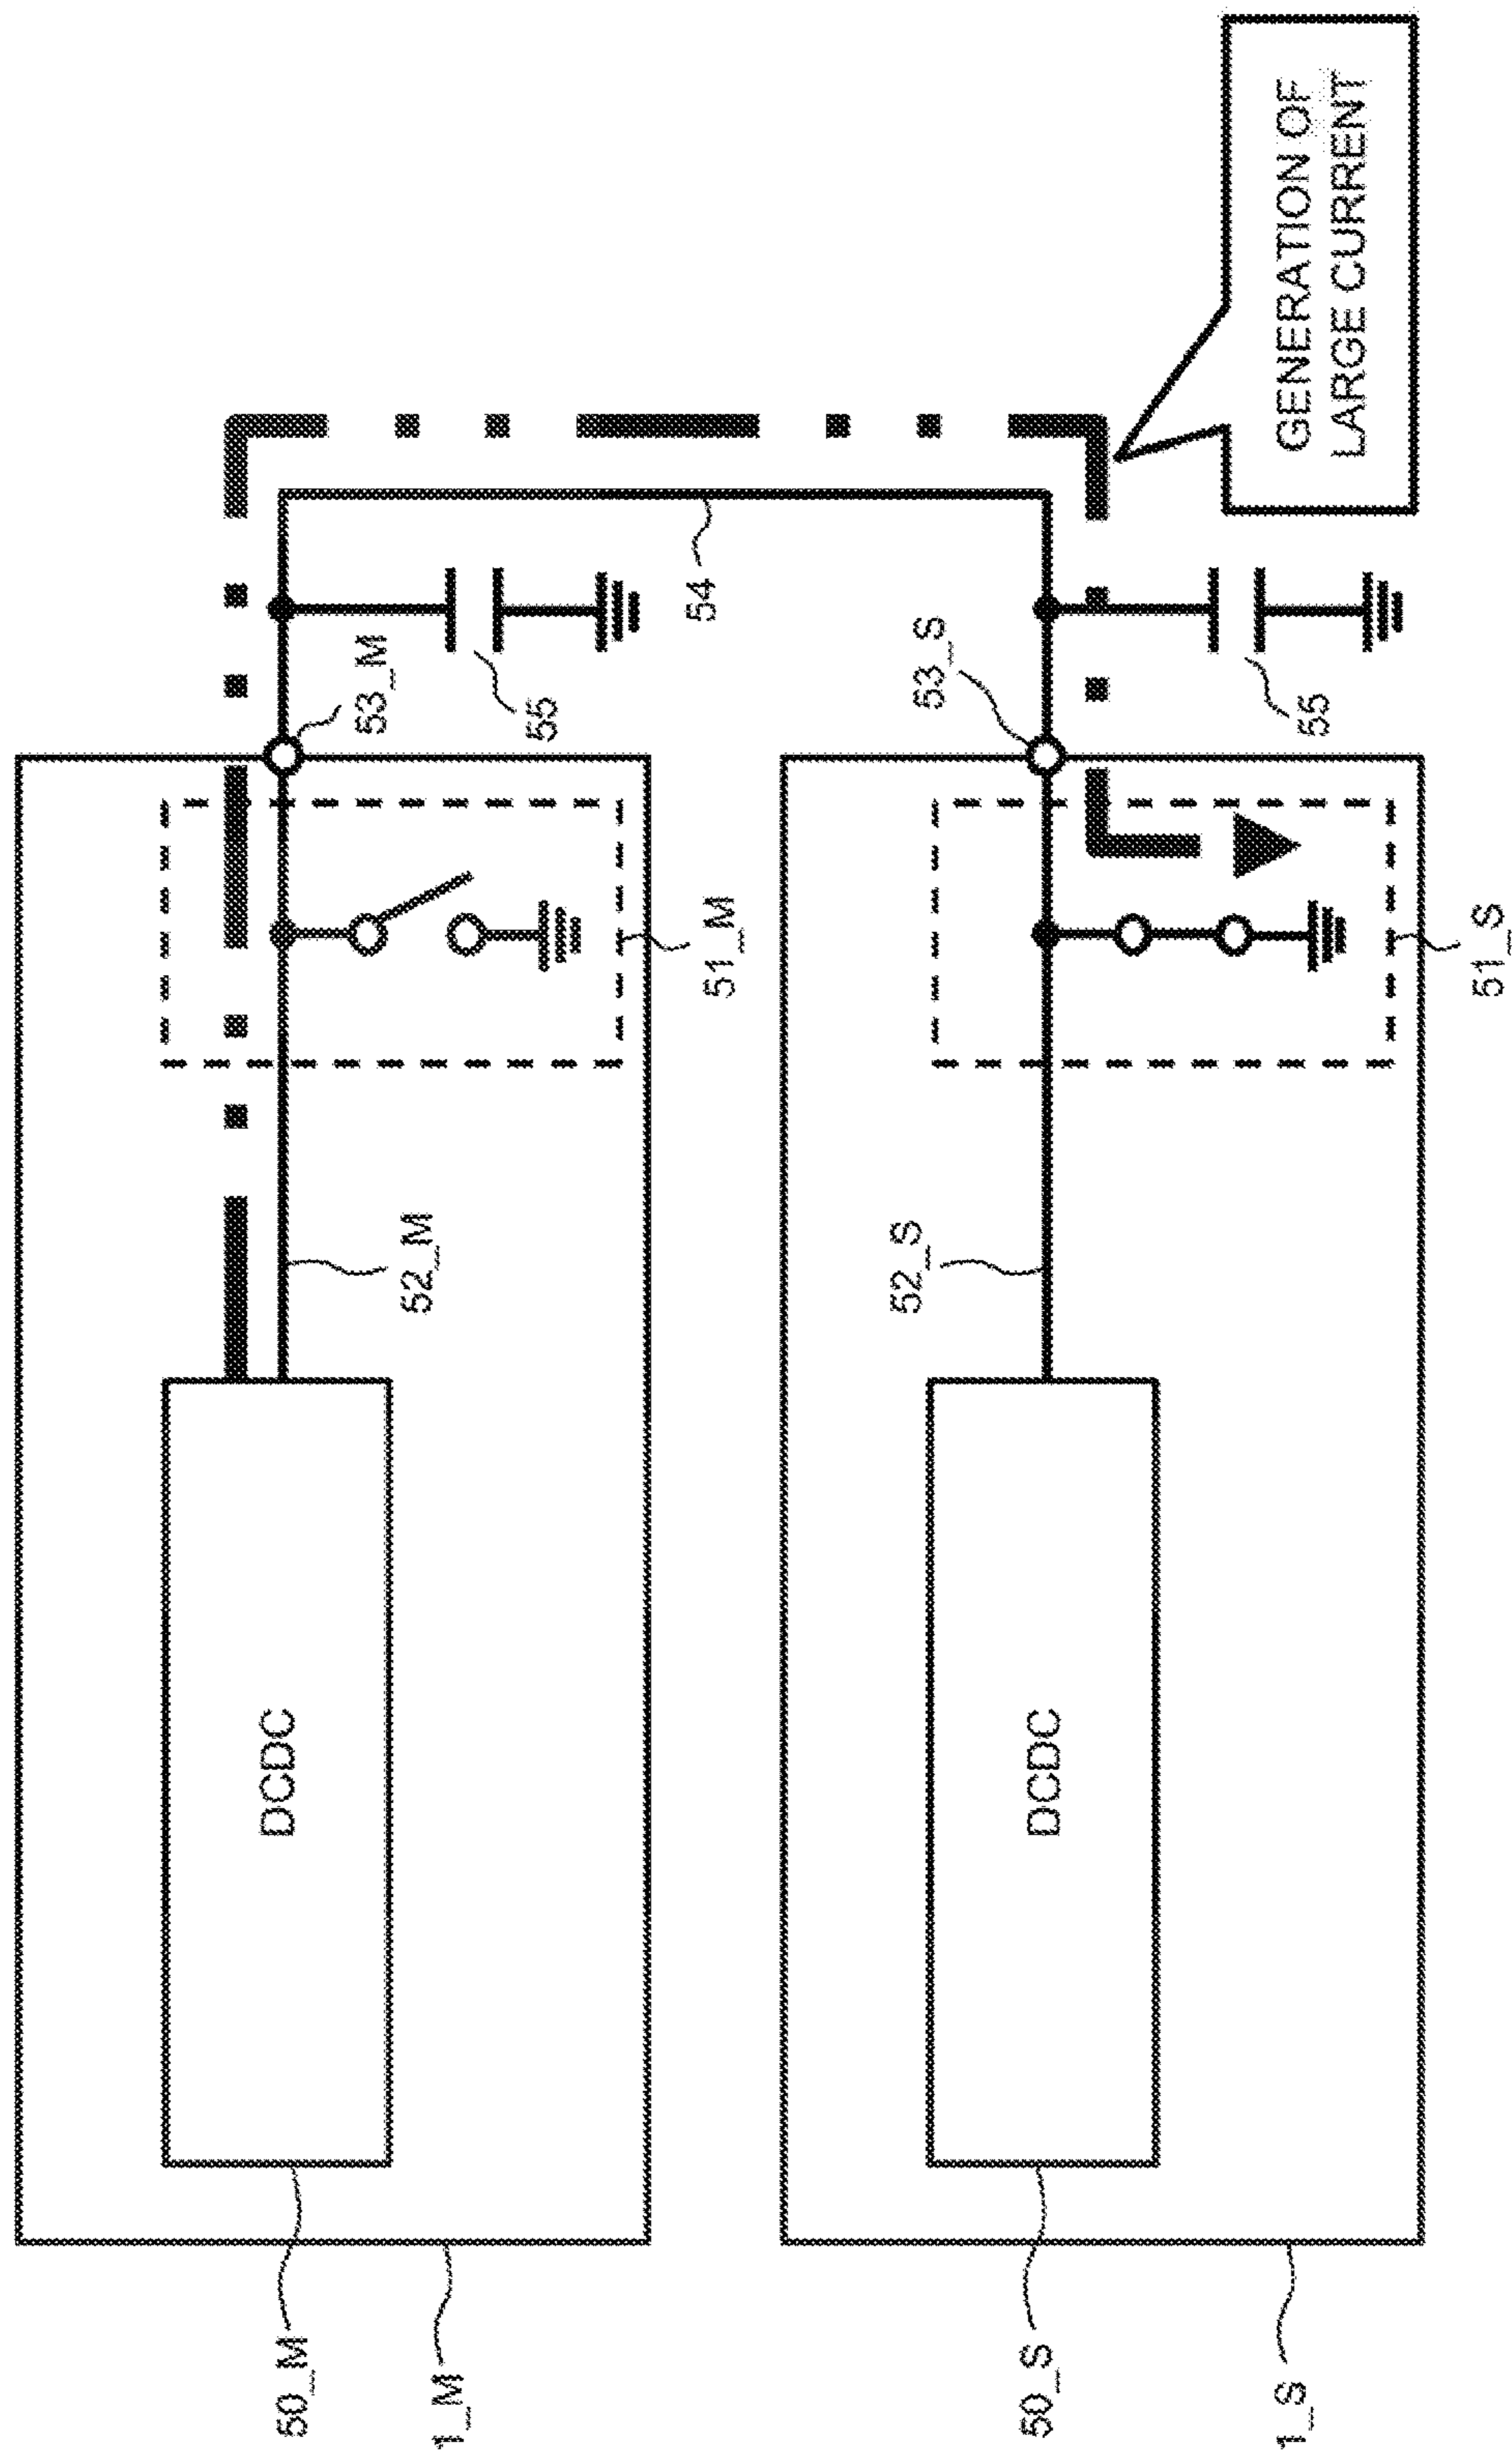 50_M
1_M
DCDC
52_M
51_M
53_M
55
54
50_S
1_S
DCDC
52_S
51_S
53_S
55
GENERATION OF
LARGE CURRENT